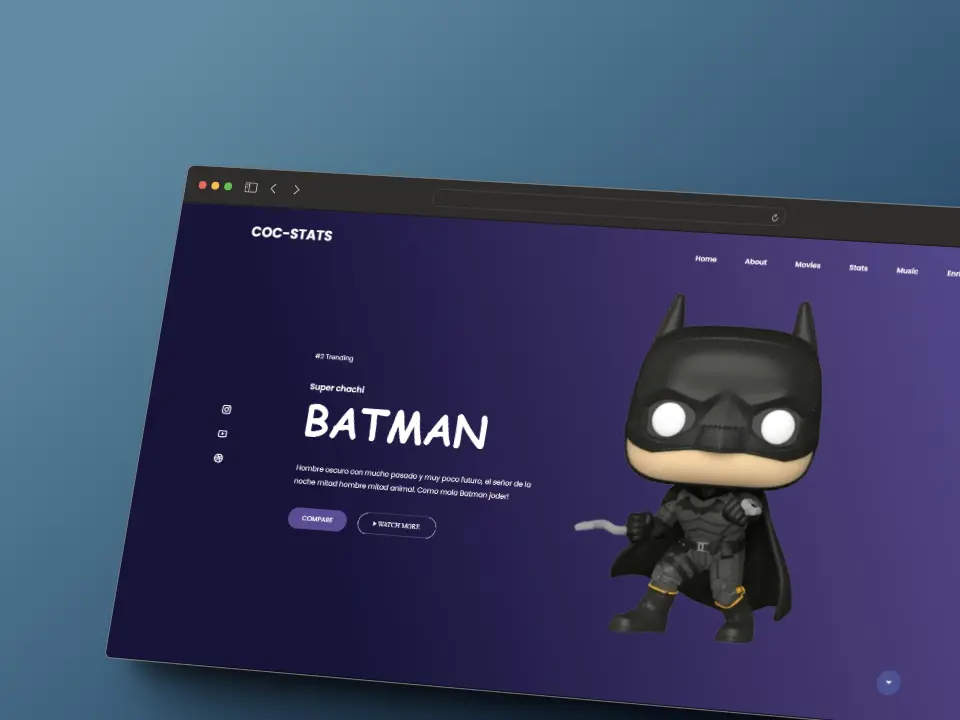 COC-STATS
Home About Movies Stats Music
#2 Trending
Super chachi
BATMAN
Hombre oscuro con mucho pasado y muy poco futuro, el señor de la
noche mitad hombre mitad animal. Como mola Batman joder!
COMPARE
WATCH MORE